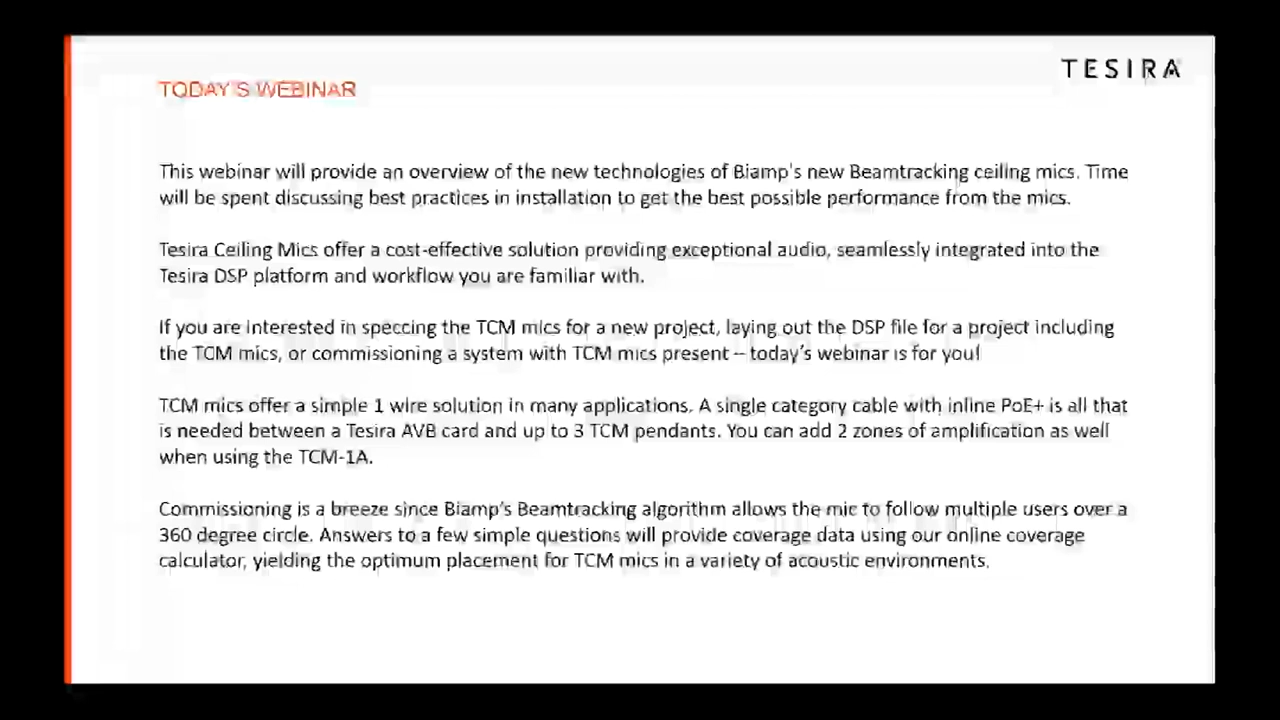 TESIRA
TODAY'S WEBINAR
This webinar will provide an overview of the new technologies of Biamp's new Beamtracking ceiling mics. Time
will be spent discussing best practices in installation to get the best possible performance from the mics.
Tesira Ceiling Mics offer a cost-effective solution providing exceptional audio, seamlessly integrated into the
Tesira DSP platform and workflow you are familiar with.
If you are interested in speccing the TCM mics for a new project, laying out the DSP file for a project including
the TCM mics, or commissioning a system with TCM mics present – today's webinar is for you!
TCM mics offer a simple 1 wire solution in many applications. A single category cable with inline PoE+ is all that
is needed between a Tesira AVB card and up to 3 TCM pendants. You can add 2 zones of amplification as well
when using the TCM-1A.
Commissioning is a breeze since Biamp's Beamtracking algorithm allows the mic to follow multiple users over a
360 degree circle. Answers to a few simple questions will provide coverage data using our online coverage
calculator, yielding the optimum placement for TCM mics in a variety of acoustic environments.